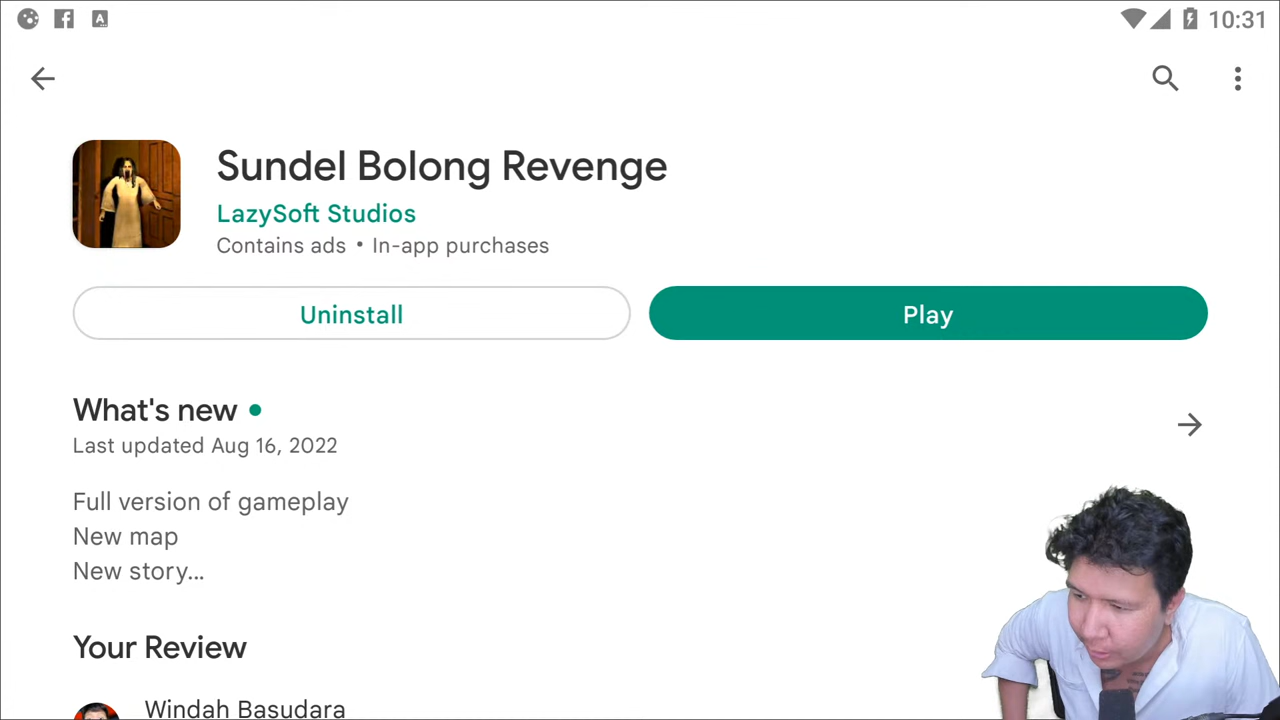 10:31
Sundel Bolong Revenge
LazySoft Studios
Contains ads • In-app purchases
Uninstall
Play
What's new
Last updated Aug 16, 2022
Full version of gameplay
New map
New story...
Your Review
Windah Basudara